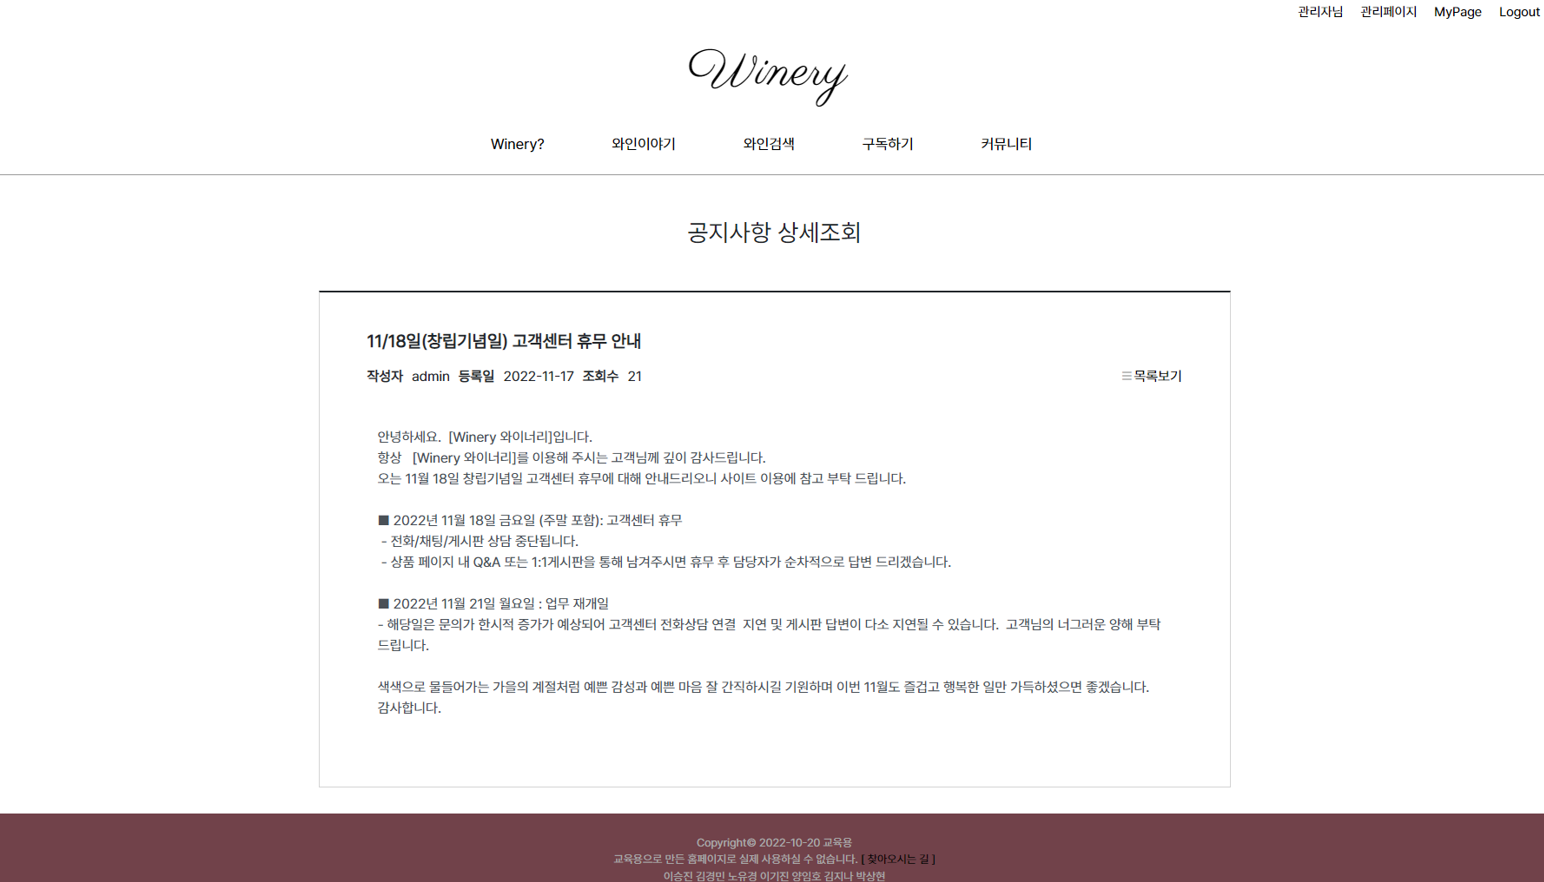 관리자님 관리페이지 MyPage Logout
Winery
Winery? 와인이야기 와인검색 구독하기 커뮤니티
공지사항 상세조회
11/18일(창립기념일) 고객센터 휴무 안내
작성자 admin 등록일 2022-11-17 조회수 21 목록보기
안녕하세요. [Winery 와이너리]입니다.
항상 [Winery 와이너리]를 이용해 주시는 고객님께 깊이 감사드립니다.
오는 11월 18일 창립기념일 고객센터 휴무에 대해 안내드리오니 사이트 이용에 참고 부탁 드립니다.
■ 2022년 11월 18일 금요일 (주말 포함): 고객센터 휴무
- 전화/채팅/게시판 상담 중단됩니다.
- 상품 페이지 내 Q&A 또는 1:1게시판을 통해 남겨주시면 휴무 후 담당자가 순차적으로 답변 드리겠습니다.
■ 2022년 11월 21일 월요일 : 업무 재개일
- 해당일은 문의가 한시적 증가가 예상되어 고객센터 전화상담 연결 지연 및 게시판 답변이 다소 지연될 수 있습니다. 고객님의 너그러운 양해 부탁
드립니다.
색색으로 물들어가는 가을의 계절처럼 예쁜 감성과 예쁜 마음 잘 간직하시길 기원하며 이번 11월도 즐겁고 행복한 일만 가득하셨으면 좋겠습니다.
감사합니다.
Copyright© 2022-10-20 교육용
교육용으로 만든 홈페이지로 실제 사용하실 수 없습니다. [ 찾아오시는 길 ]
이승진 김경민 노유경 이기진 양임호 김지나 박상현